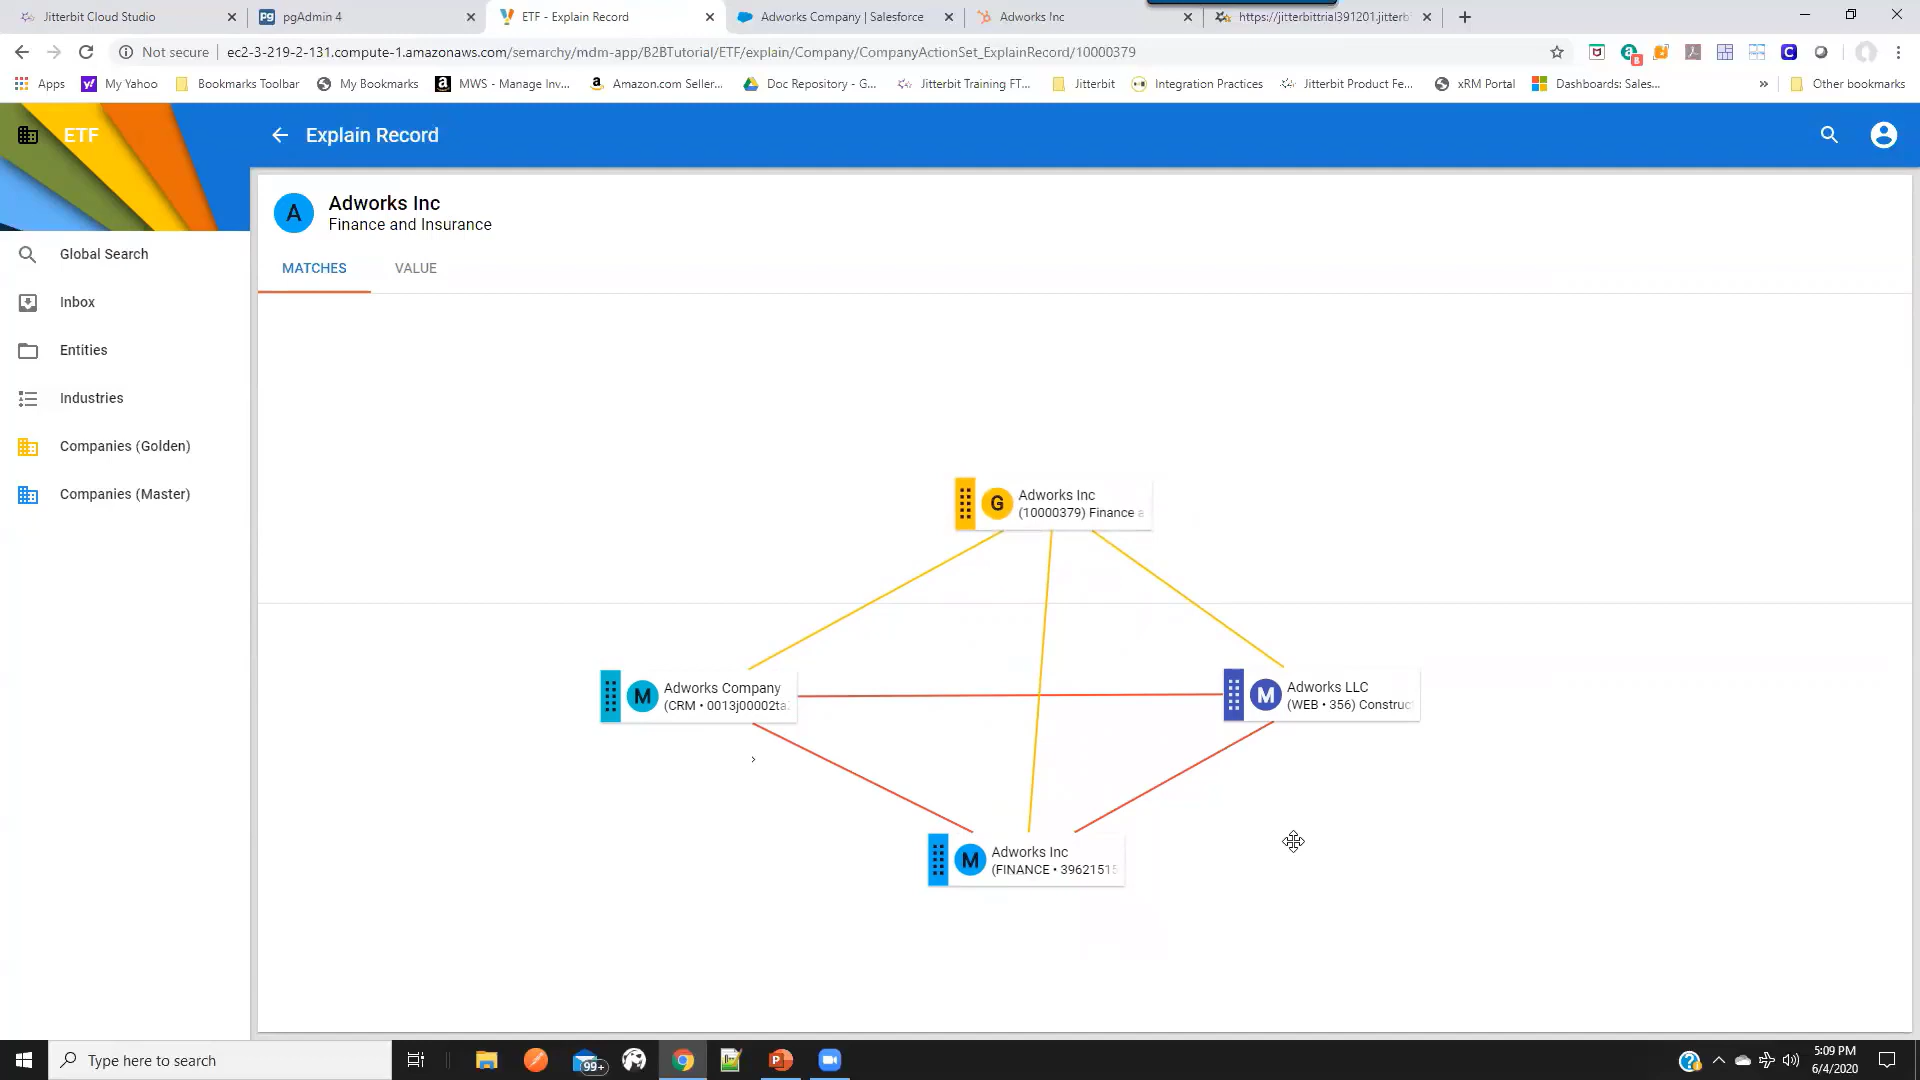 Jitterbit Cloud Studio
Pg pgAdmin 4
ETF - Explain Record
Adworks Company | Salesforce
Adworks Inc
https://jitterbittrial391201.jitterb
Not secure
ec2-3-219-2-131.compute-1.amazonaws.com/semarchy/mdm-app/B2BTutorial/ETF/explain/Company/CompanyActionSet_ExplainRecord/10000379
Apps
My Yahoo
Bookmarks Toolbar
My Bookmarks
MWS - Manage Inv...
Amazon.com Seller...
Doc Repository - G...
Jitterbit Training FT...
Jitterbit
Integration Practices
Jitterbit Product Fe...
xRM Portal
Dashboards: Sales...
»
Other bookmarks
ETF
Explain Record
A
Adworks Inc
Finance and Insurance
MATCHES
VALUE
Global Search
Inbox
Entities
Industries
Companies (Golden)
Companies (Master)
G
Adworks Inc
(10000379) Finance a
M
Adworks Company
(CRM • 0013j00002ta
M
Adworks LLC
(WEB • 356) Construc
M
Adworks Inc
(FINANCE • 39621515
Type here to search
99+
5:09 PM
6/4/2020